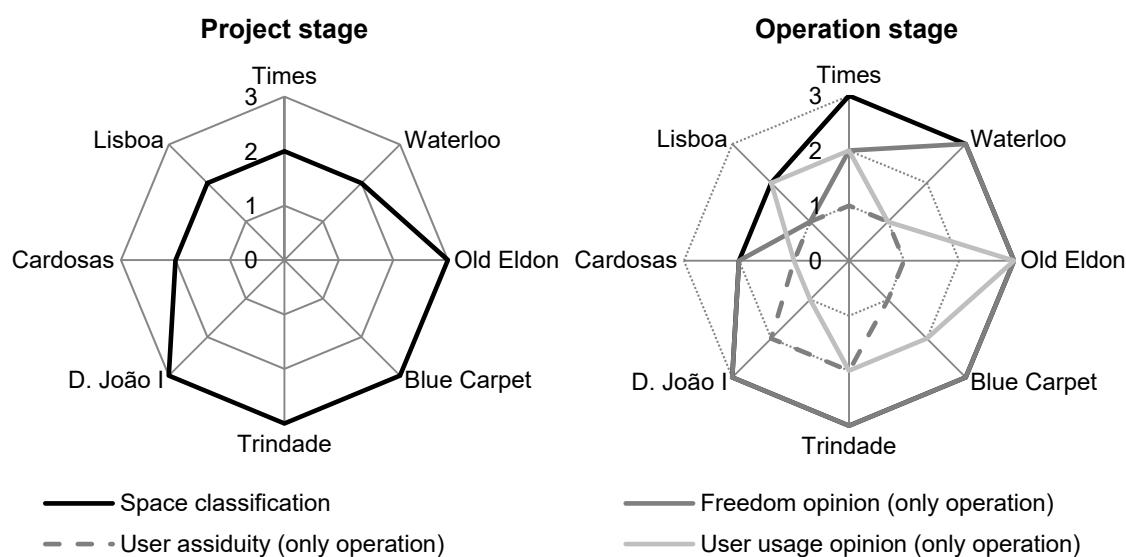 Project stage
Operation stage
Times
3
Lisboa
Waterloo
2
1
Cardosas
0
Old Eldon
D. João I
Blue Carpet
Trindade
Times
3
Lisboa
Waterloo
2
1
Cardosas
0
Old Eldon
D. João I
Blue Carpet
Trindade
Space classification
Freedom opinion (only operation)
User assiduity (only operation)
User usage opinion (only operation)